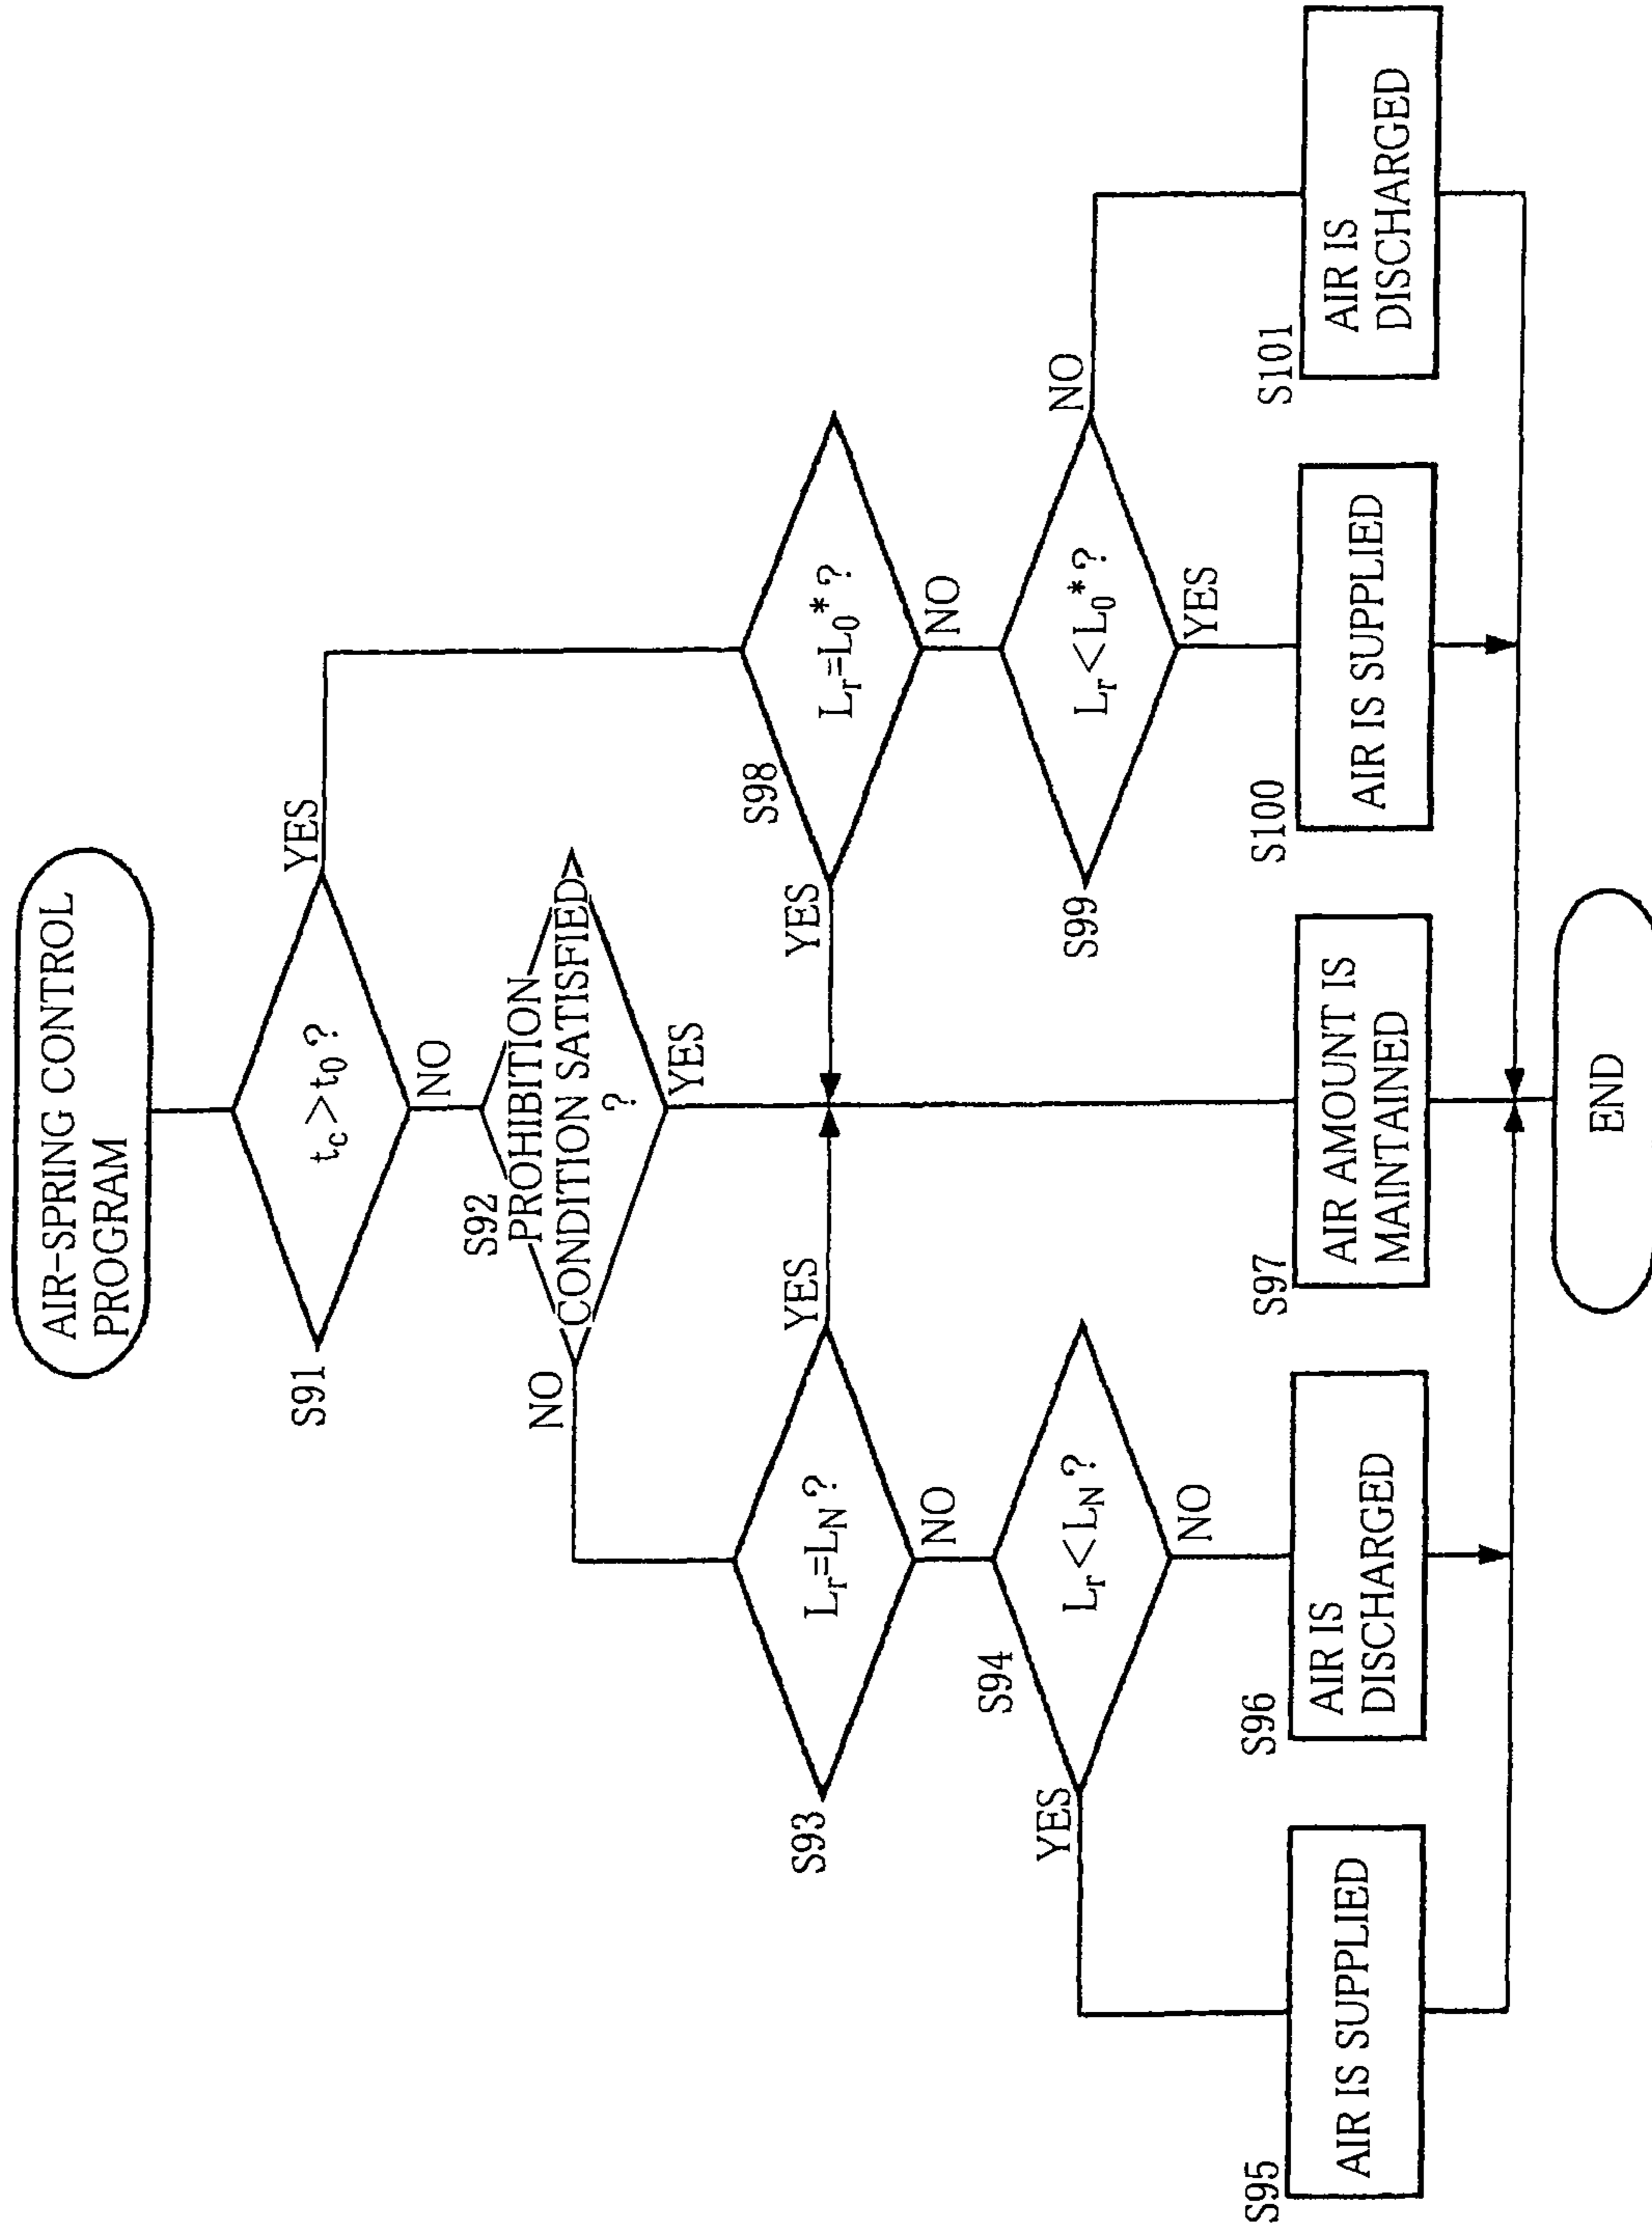 AIR-SPRING CONTROL
PROGRAM
S91
t_c>t_0?
YES
NO
S92
PROHIBITION
CONDITION SATISFIED
?
NO
YES
S93
L_r=L_N?
YES
NO
S94
L_r<L_N?
YES
NO
S98
L_r=L_0*?
YES
NO
S99
L_r<L_0*?
NO
YES
S95
AIR IS SUPPLIED
S96
AIR IS
DISCHARGED
S97
AIR AMOUNT IS
MAINTAINED
S100
AIR IS SUPPLIED
S101
AIR IS
DISCHARGED
END